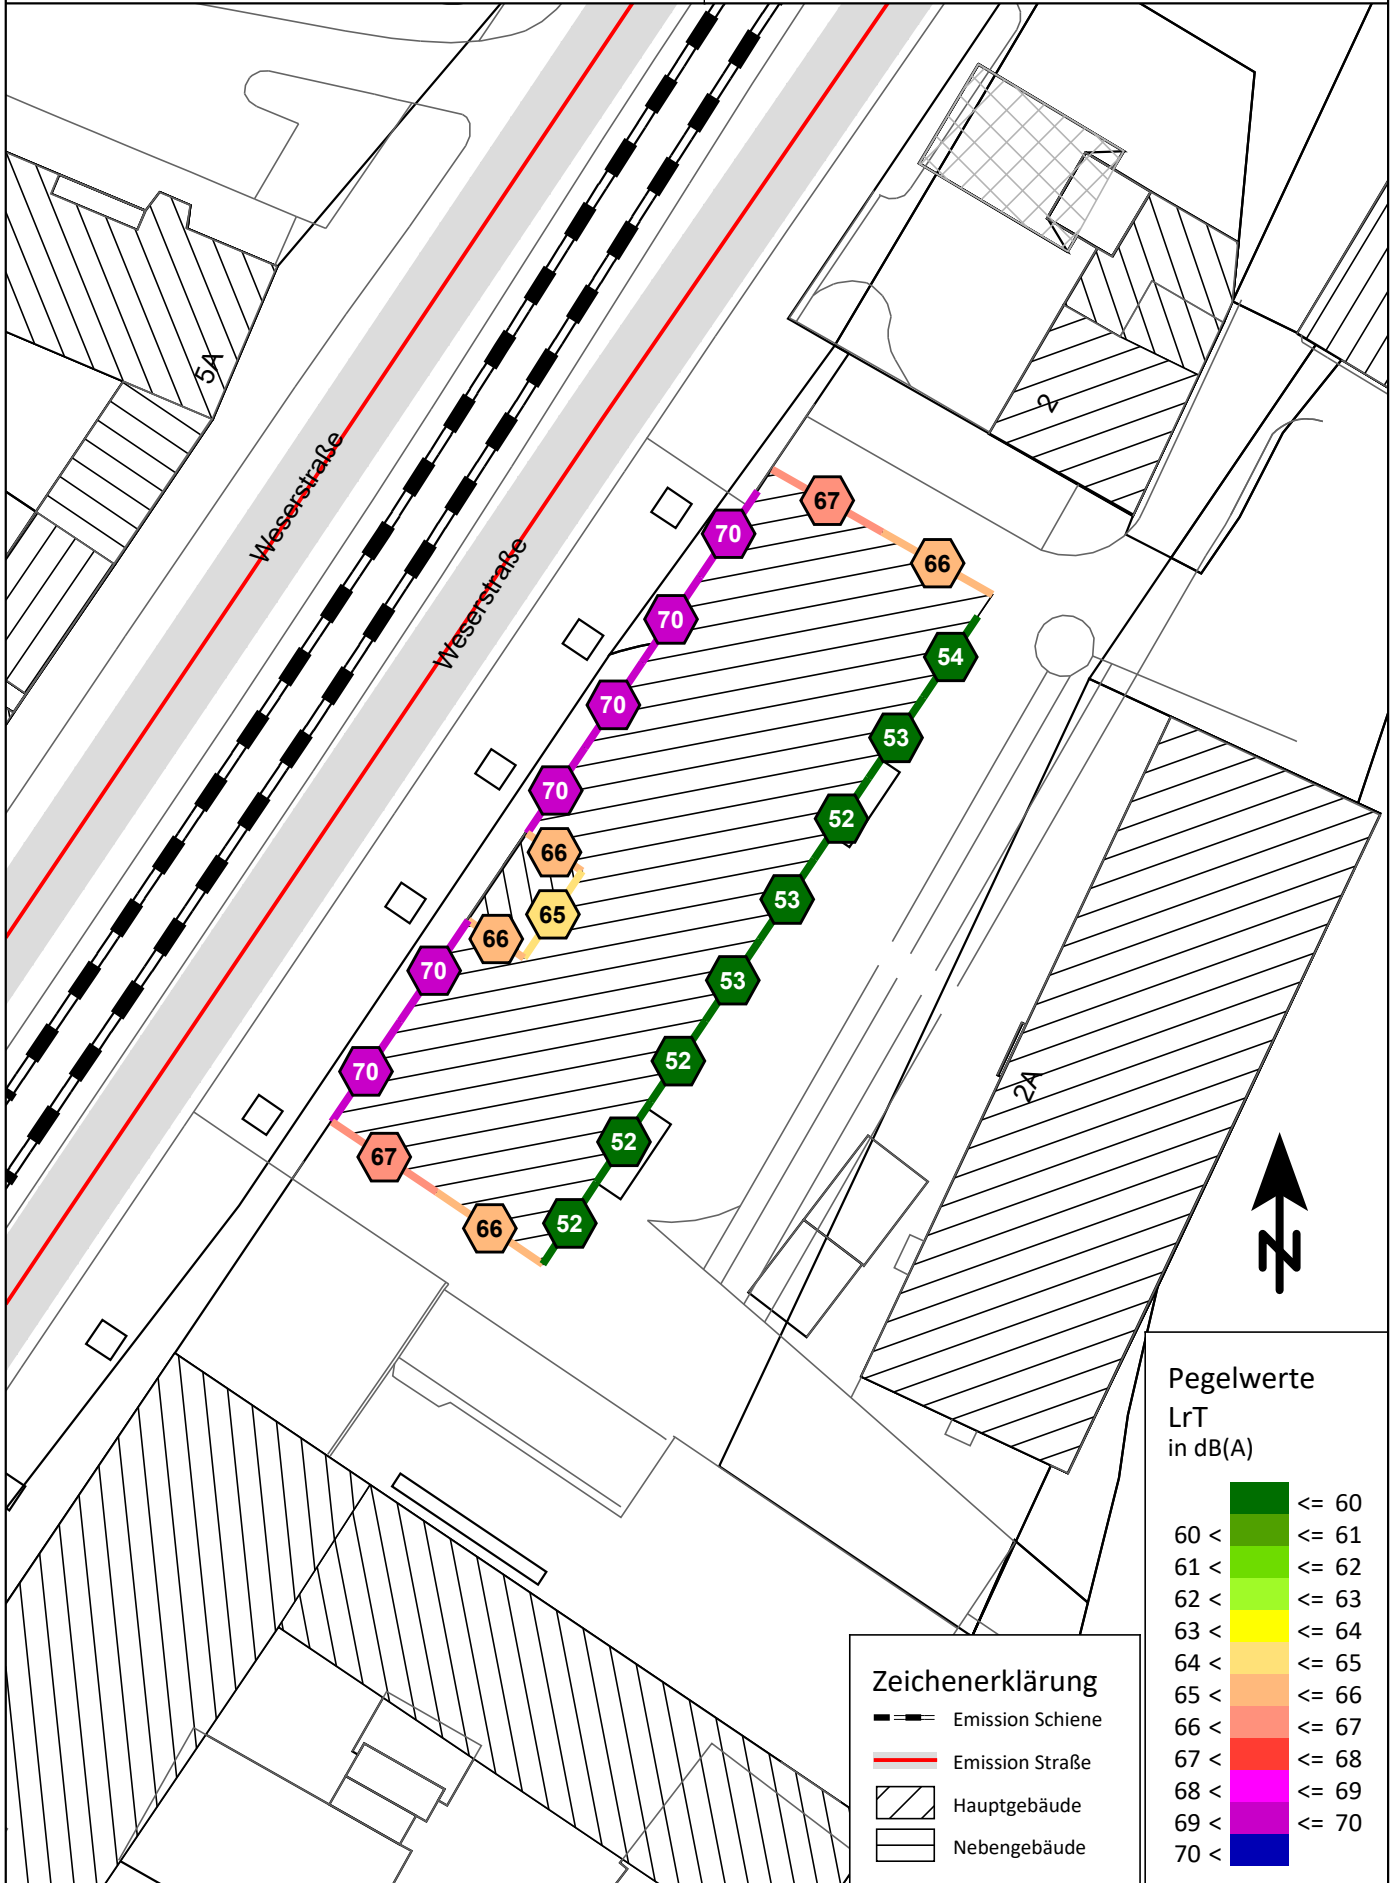 5A
2
Weserstraße
67
70
66
Weserstraße
70
54
70
53
70
52
66
53
65
66
70
53
52
70
2A
52
67
52
66
N
Pegelwerte
LrT
in dB(A)
<= 60
60 < <= 61
61 < <= 62
62 < <= 63
63 < <= 64
64 < <= 65
65 < <= 66
66 < <= 67
67 < <= 68
68 < <= 69
69 < <= 70
70 <
Zeichenerklärung
Emission Schiene
Emission Straße
Hauptgebäude
Nebengebäude